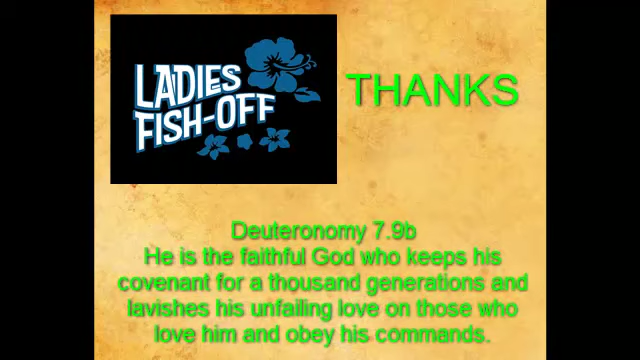 LADIES
FISH-OFF
THANKS
Deuteronomy 7.9b
He is the faithful God who keeps his
covenant for a thousand generations and
lavishes his unfailing love on those who
love him and obey his commands.